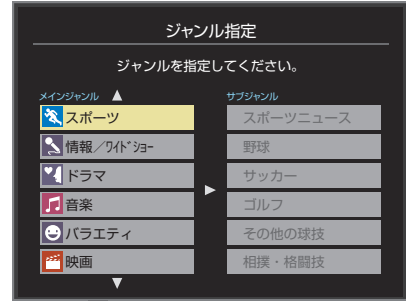 ジャンル指定
ジャンルを指定してください。
メインジャンル ▲
サブジャンル
スポーツ
スポーツニュース
情報／ﾜｲﾄﾞｼｮｰ
野球
ドラマ
サッカー
音楽
ゴルフ
バラエティ
その他の球技
映画
相撲・格闘技